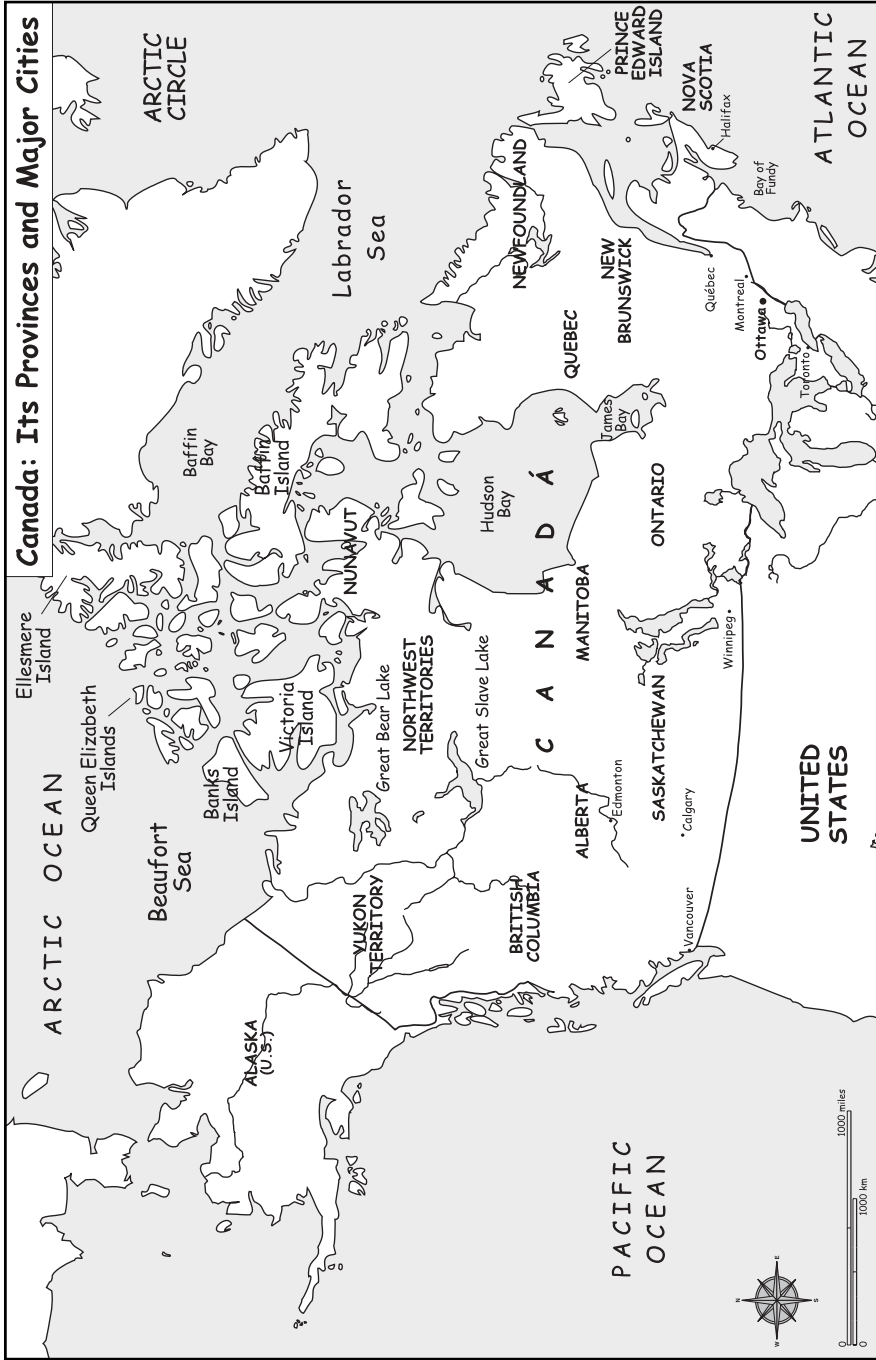 Canada: Its Provinces and Major Cities
ARCTIC
CIRCLE
ARCTIC OCEAN
Ellesmere
Island
Queen Elizabeth
Islands
Beaufort
Sea
Banks
Island
Victoria
Island
Baffin
Bay
Baffin
Island
Labrador
Sea
ALASKA
(U.S.)
YUKON
TERRITORY
Great Bear Lake
NORTHWEST
TERRITORIES
NUNAVUT
Great Slave Lake
Hudson
Bay
CANADÁ
NEWFOUNDLAND
PRINCE
EDWARD
ISLAND
BRITISH
COLUMBIA
ALBERTA
Edmonton
MANITOBA
James
Bay
QUEBEC
NEW
BRUNSWICK
NOVA
SCOTIA
Halifax
SASKATCHEWAN
Calgary
ONTARIO
Vancouver
Winnipeg
Québec
Montreal
Ottawa
Toronto
Bay of
Fundy
PACIFIC
OCEAN
UNITED
STATES
ATLANTIC
OCEAN
N
W
E
S
0
1000 miles
0
1000 km